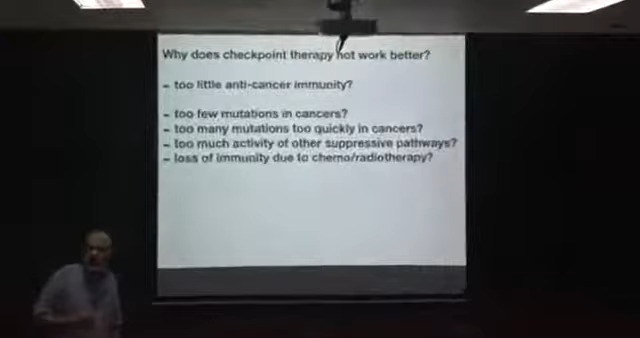 Why does checkpoint therapy not work better?
- too little anti-cancer immunity?
- too few mutations in cancers?
- too many mutations too quickly in cancers?
- too much activity of other suppressive pathways?
- loss of immunity due to chemo/radiotherapy?